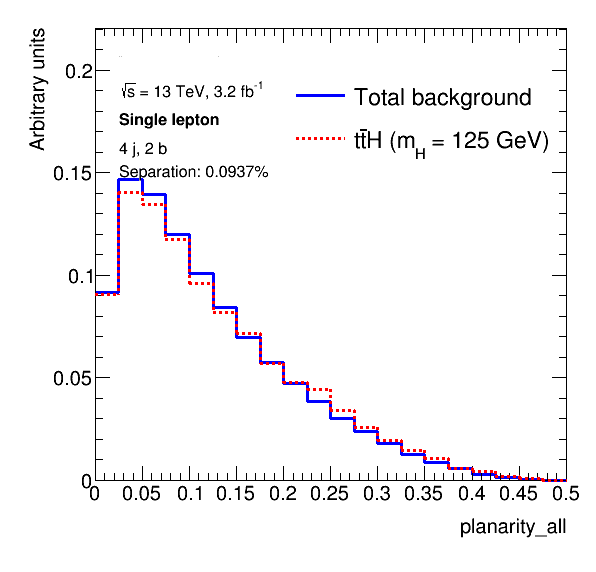 Arbitrary units
0.2
0.15
0.1
0.05
0
√s = 13 TeV, 3.2 fb⁻¹
Single lepton
4 j, 2 b
Separation: 0.0937%
Total background
tt̄H (m_H = 125 GeV)
0 0.05 0.1 0.15 0.2 0.25 0.3 0.35 0.4 0.45 0.5
planarity_all